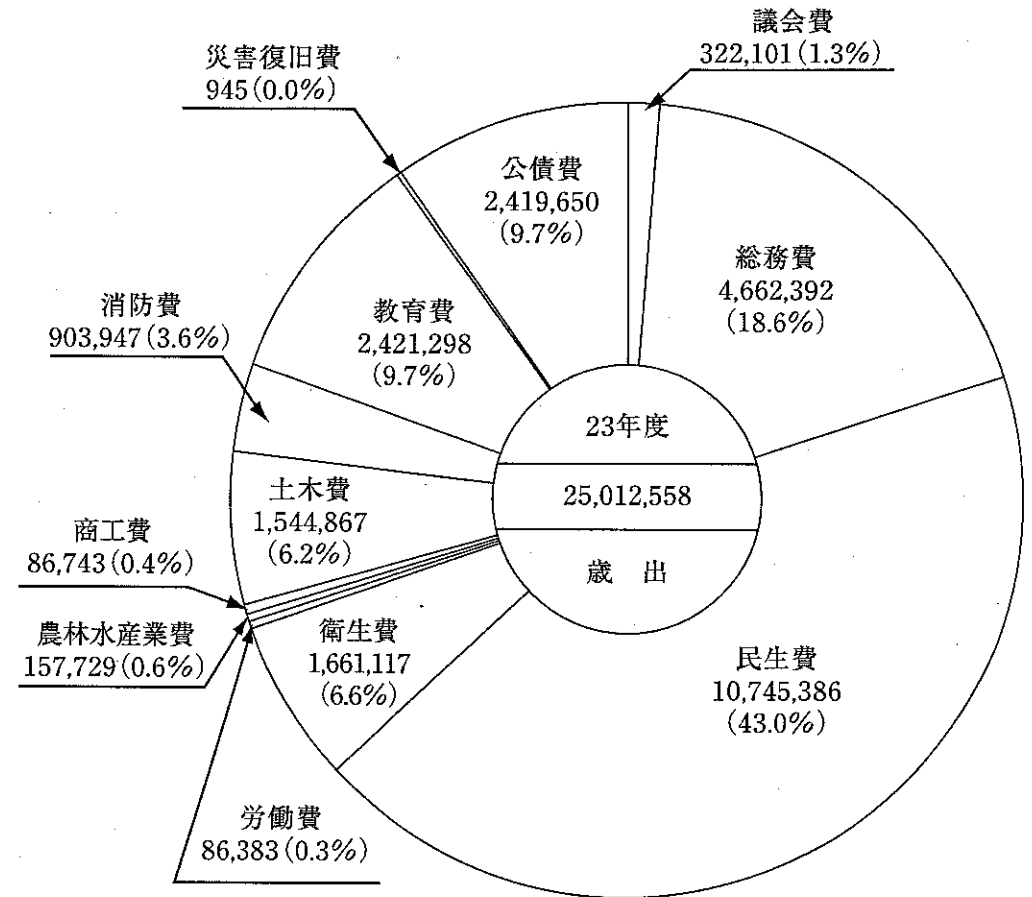 議会費
322,101(1.3%)
総務費
4,662,392
(18.6%)
民生費
10,745,386
(43.0%)
衛生費
1,661,117
(6.6%)
労働費
86,383(0.3%)
農林水産業費
157,729(0.6%)
商工費
86,743(0.4%)
土木費
1,544,867
(6.2%)
消防費
903,947(3.6%)
教育費
2,421,298
(9.7%)
災害復旧費
945(0.0%)
公債費
2,419,650
(9.7%)
23年度
25,012,558
歳 出